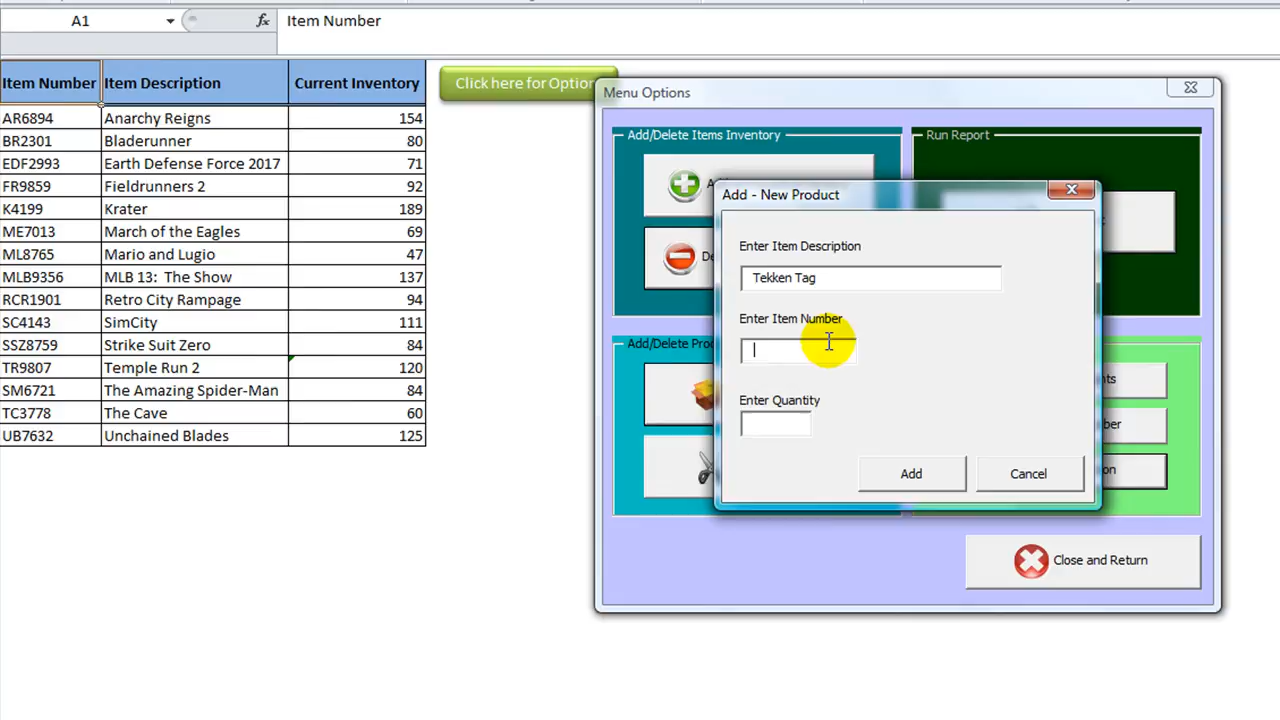 A1
fx
Item Number
Item Number Item Description Current Inventory
AR6894 Anarchy Reigns 154
BR2301 Bladerunner 80
EDF2993 Earth Defense Force 2017 71
FR9859 Fieldrunners 2 92
K4199 Krater 189
ME7013 March of the Eagles 69
ML8765 Mario and Lugio 47
MLB9356 MLB 13: The Show 137
RCR1901 Retro City Rampage 94
SC4143 SimCity 111
SSZ8759 Strike Suit Zero 84
TR9807 Temple Run 2 120
SM6721 The Amazing Spider-Man 84
TC3778 The Cave 60
UB7632 Unchained Blades 125
Click here for Option
Menu Options
Add/Delete Items Inventory
Run Report
Add - New Product
Enter Item Description
Tekken Tag
Enter Item Number
Enter Quantity
Add
Cancel
Add/Delete
Close and Return